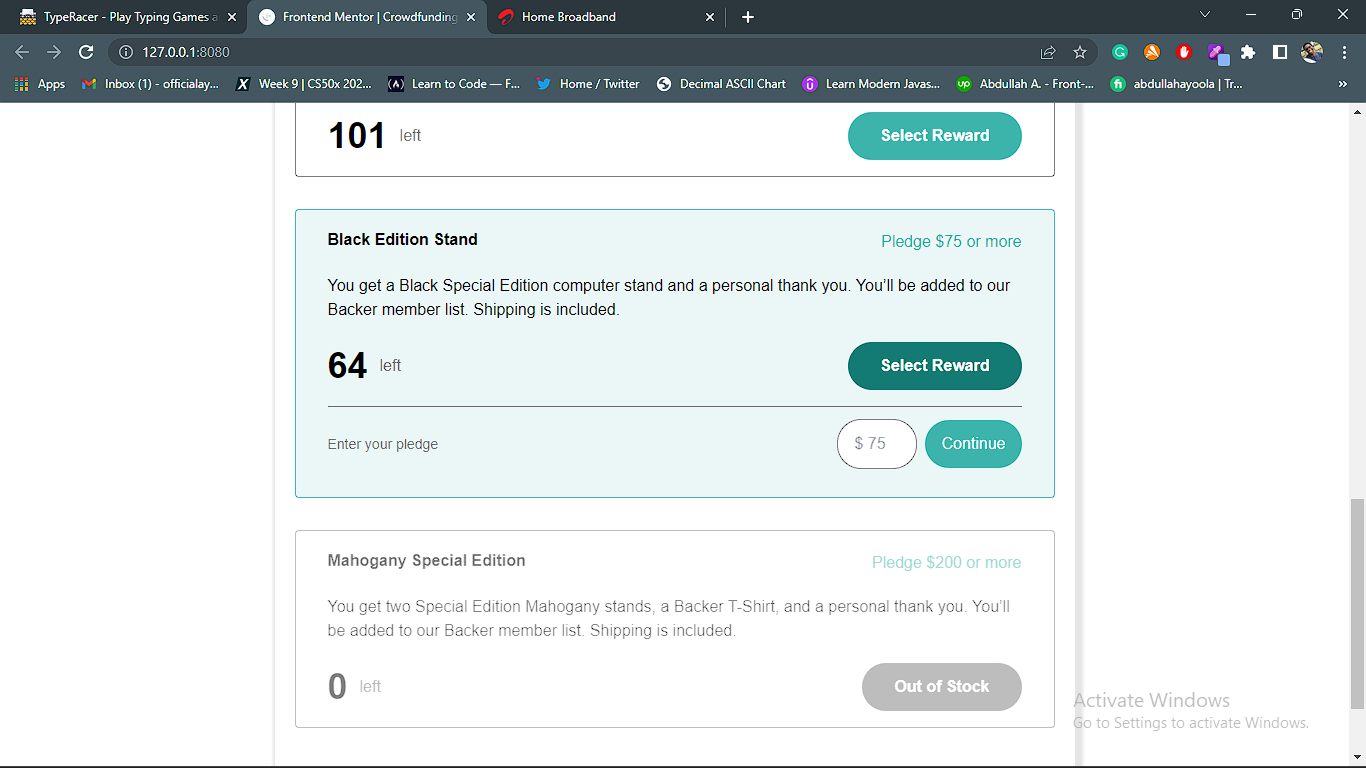 TypeRacer - Play Typing Games a
Frontend Mentor | Crowdfunding
Home Broadband
127.0.0.1:8080
Apps
Inbox (1) - officialay...
Week 9 | CS50x 202...
Learn to Code — F...
Home / Twitter
Decimal ASCII Chart
Learn Modern Javas...
up
Abdullah A. - Front-...
abdullahayoola | Tr...
101 left
Select Reward
Black Edition Stand
Pledge $75 or more
You get a Black Special Edition computer stand and a personal thank you. You’ll be added to our
Backer member list. Shipping is included.
64 left
Select Reward
Enter your pledge
$ 75
Continue
Mahogany Special Edition
Pledge $200 or more
You get two Special Edition Mahogany stands, a Backer T-Shirt, and a personal thank you. You’ll
be added to our Backer member list. Shipping is included.
0 left
Out of Stock
Activate Windows
Go to Settings to activate Windows.